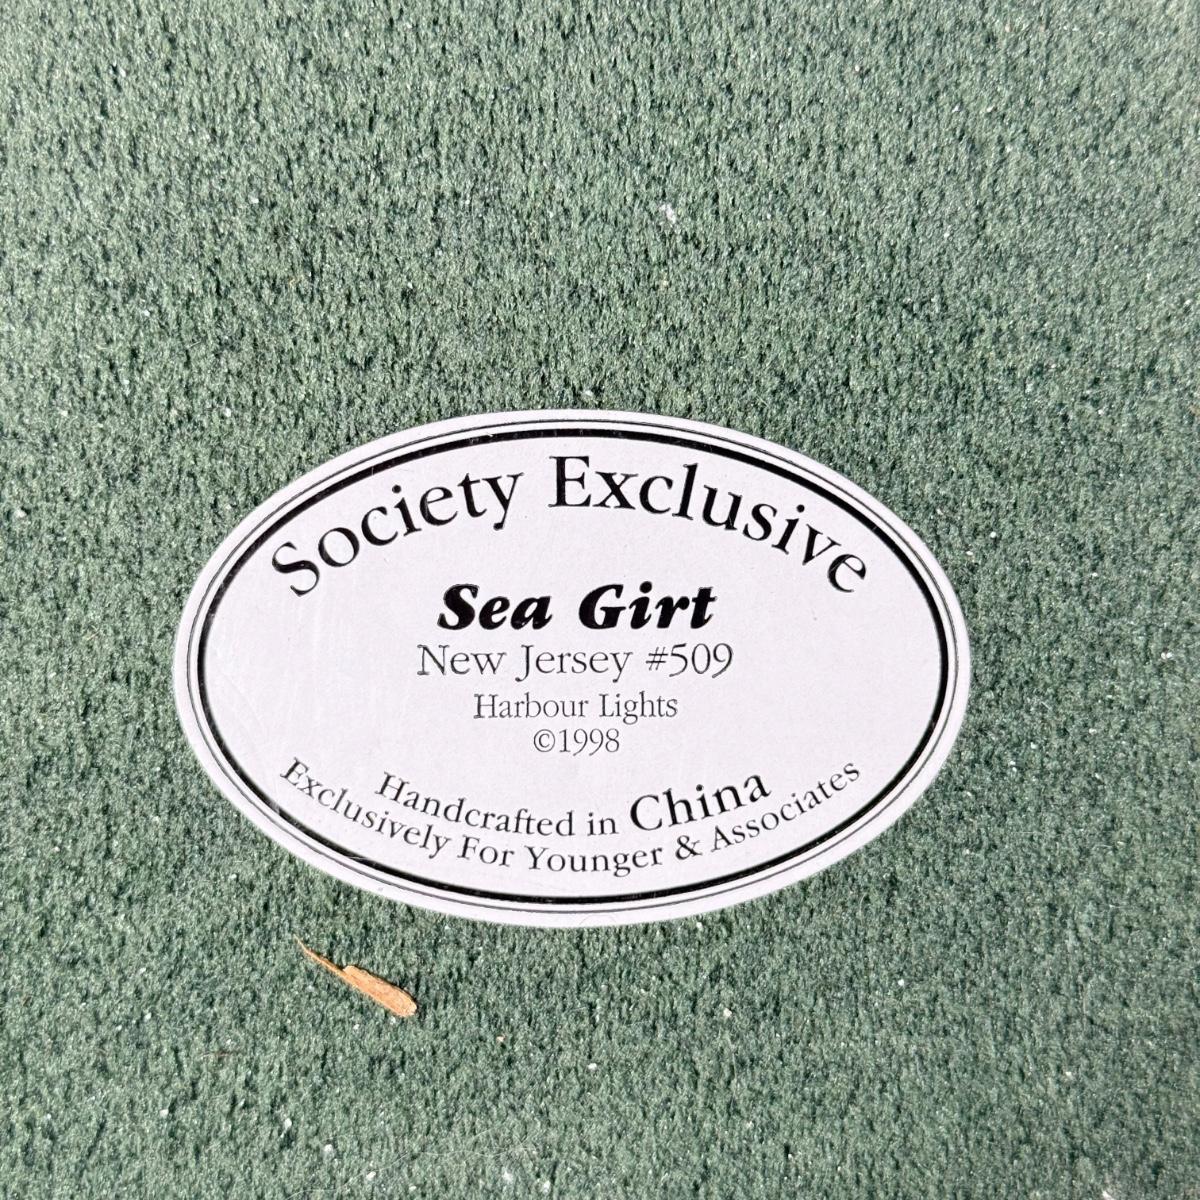 Society Exclusive
Sea Girt
New Jersey #509
Harbour Lights
©1998
Handcrafted in China
Exclusively For Younger & Associates